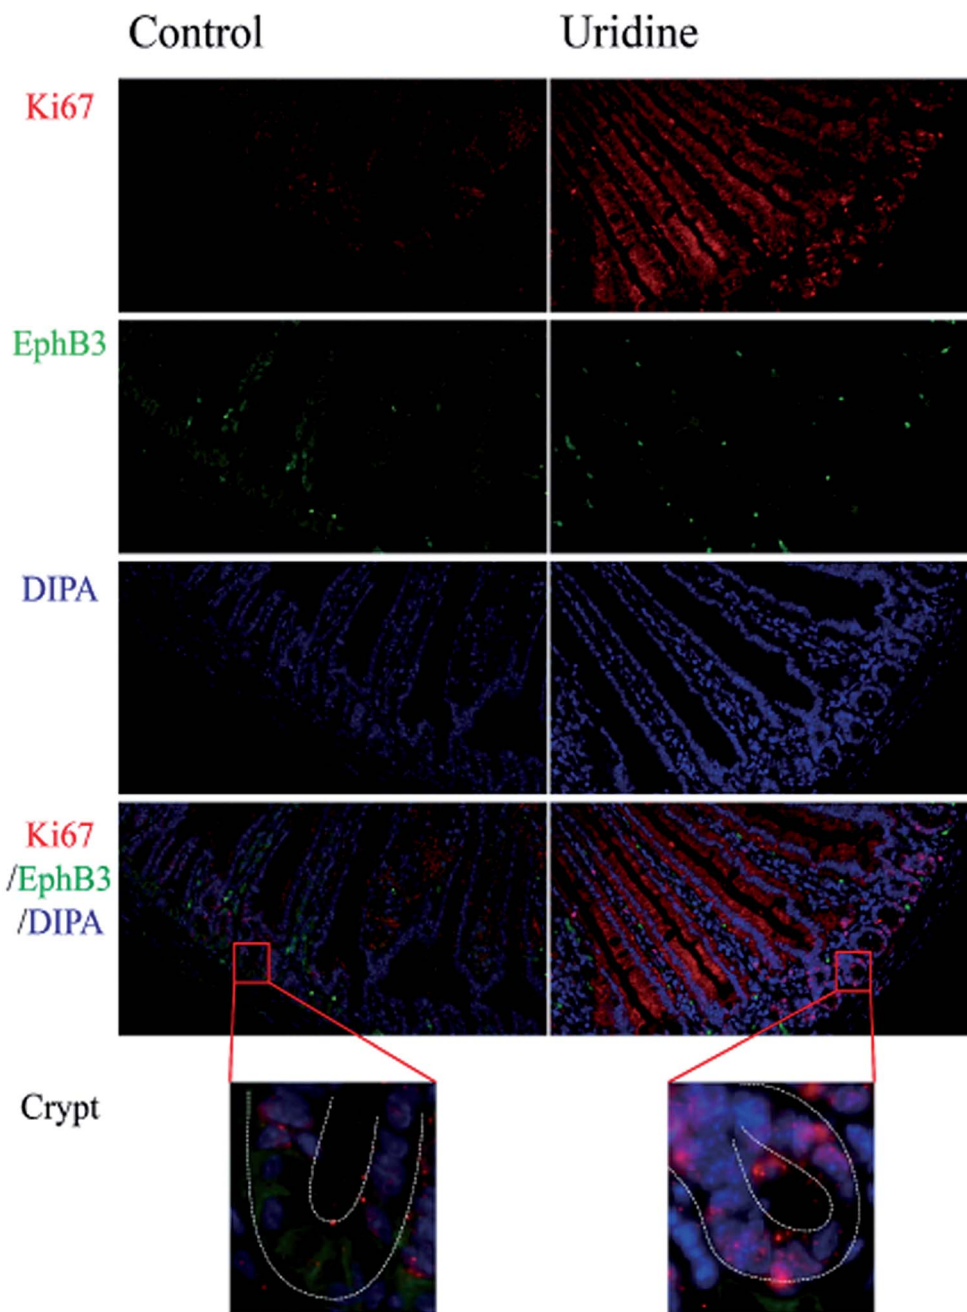 Control Uridine
Ki67
EphB3
DIPA
Ki67
/EphB3
/DIPA
Crypt